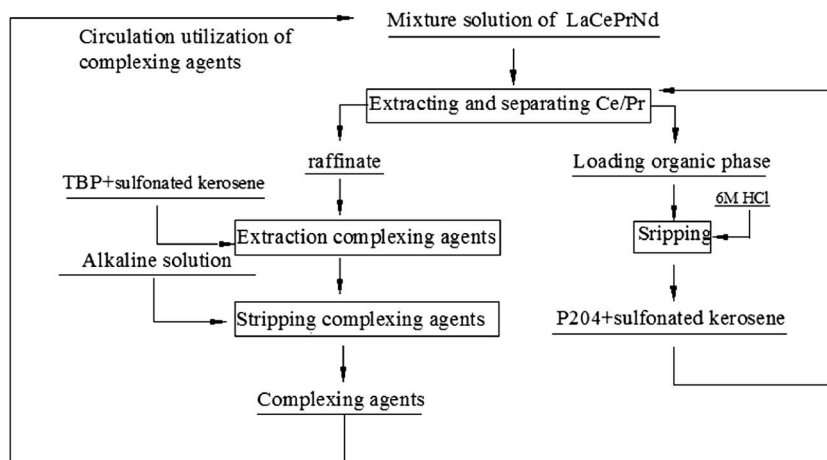 Circulation utilization of
complexing agents
Mixture solution of LaCePrNd
Extracting and separating Ce/Pr
raffinate
Loading organic phase
TBP+sulfonated kerosene
6M HCl
Extraction complexing agents
Sripping
Alkaline solution
Stripping complexing agents
P204+sulfonated kerosene
Complexing agents